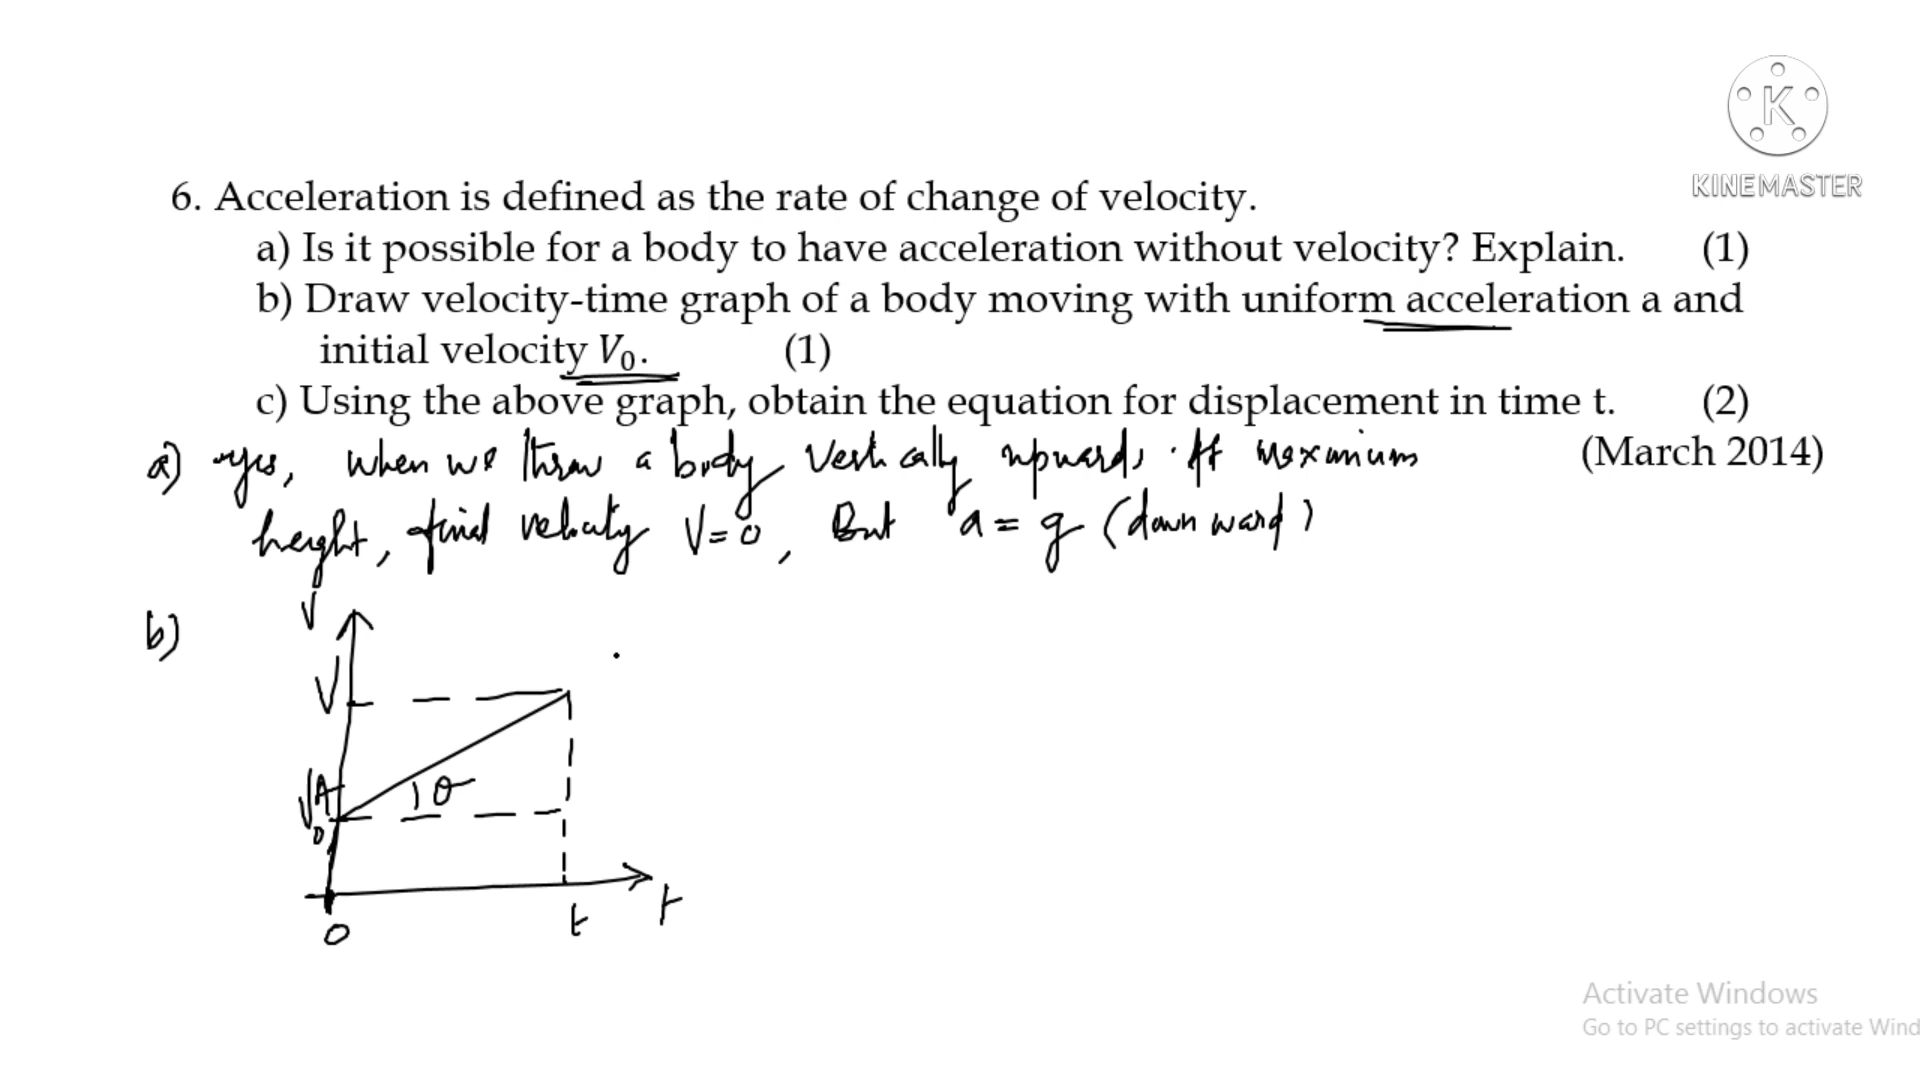 K
KINEMASTER
6. Acceleration is defined as the rate of change of velocity.
a) Is it possible for a body to have acceleration without velocity? Explain. (1)
b) Draw velocity-time graph of a body moving with uniform acceleration a and
initial velocity V₀. (1)
c) Using the above graph, obtain the equation for displacement in time t. (2)
(March 2014)
a) yes, when we throw a body vertically upwards. At maximum
height, final velocity V=0, But a = g (downward)
b)
V
V
A
V₀
θ
0
t
t
Activate Windows
Go to PC settings to activate Wind